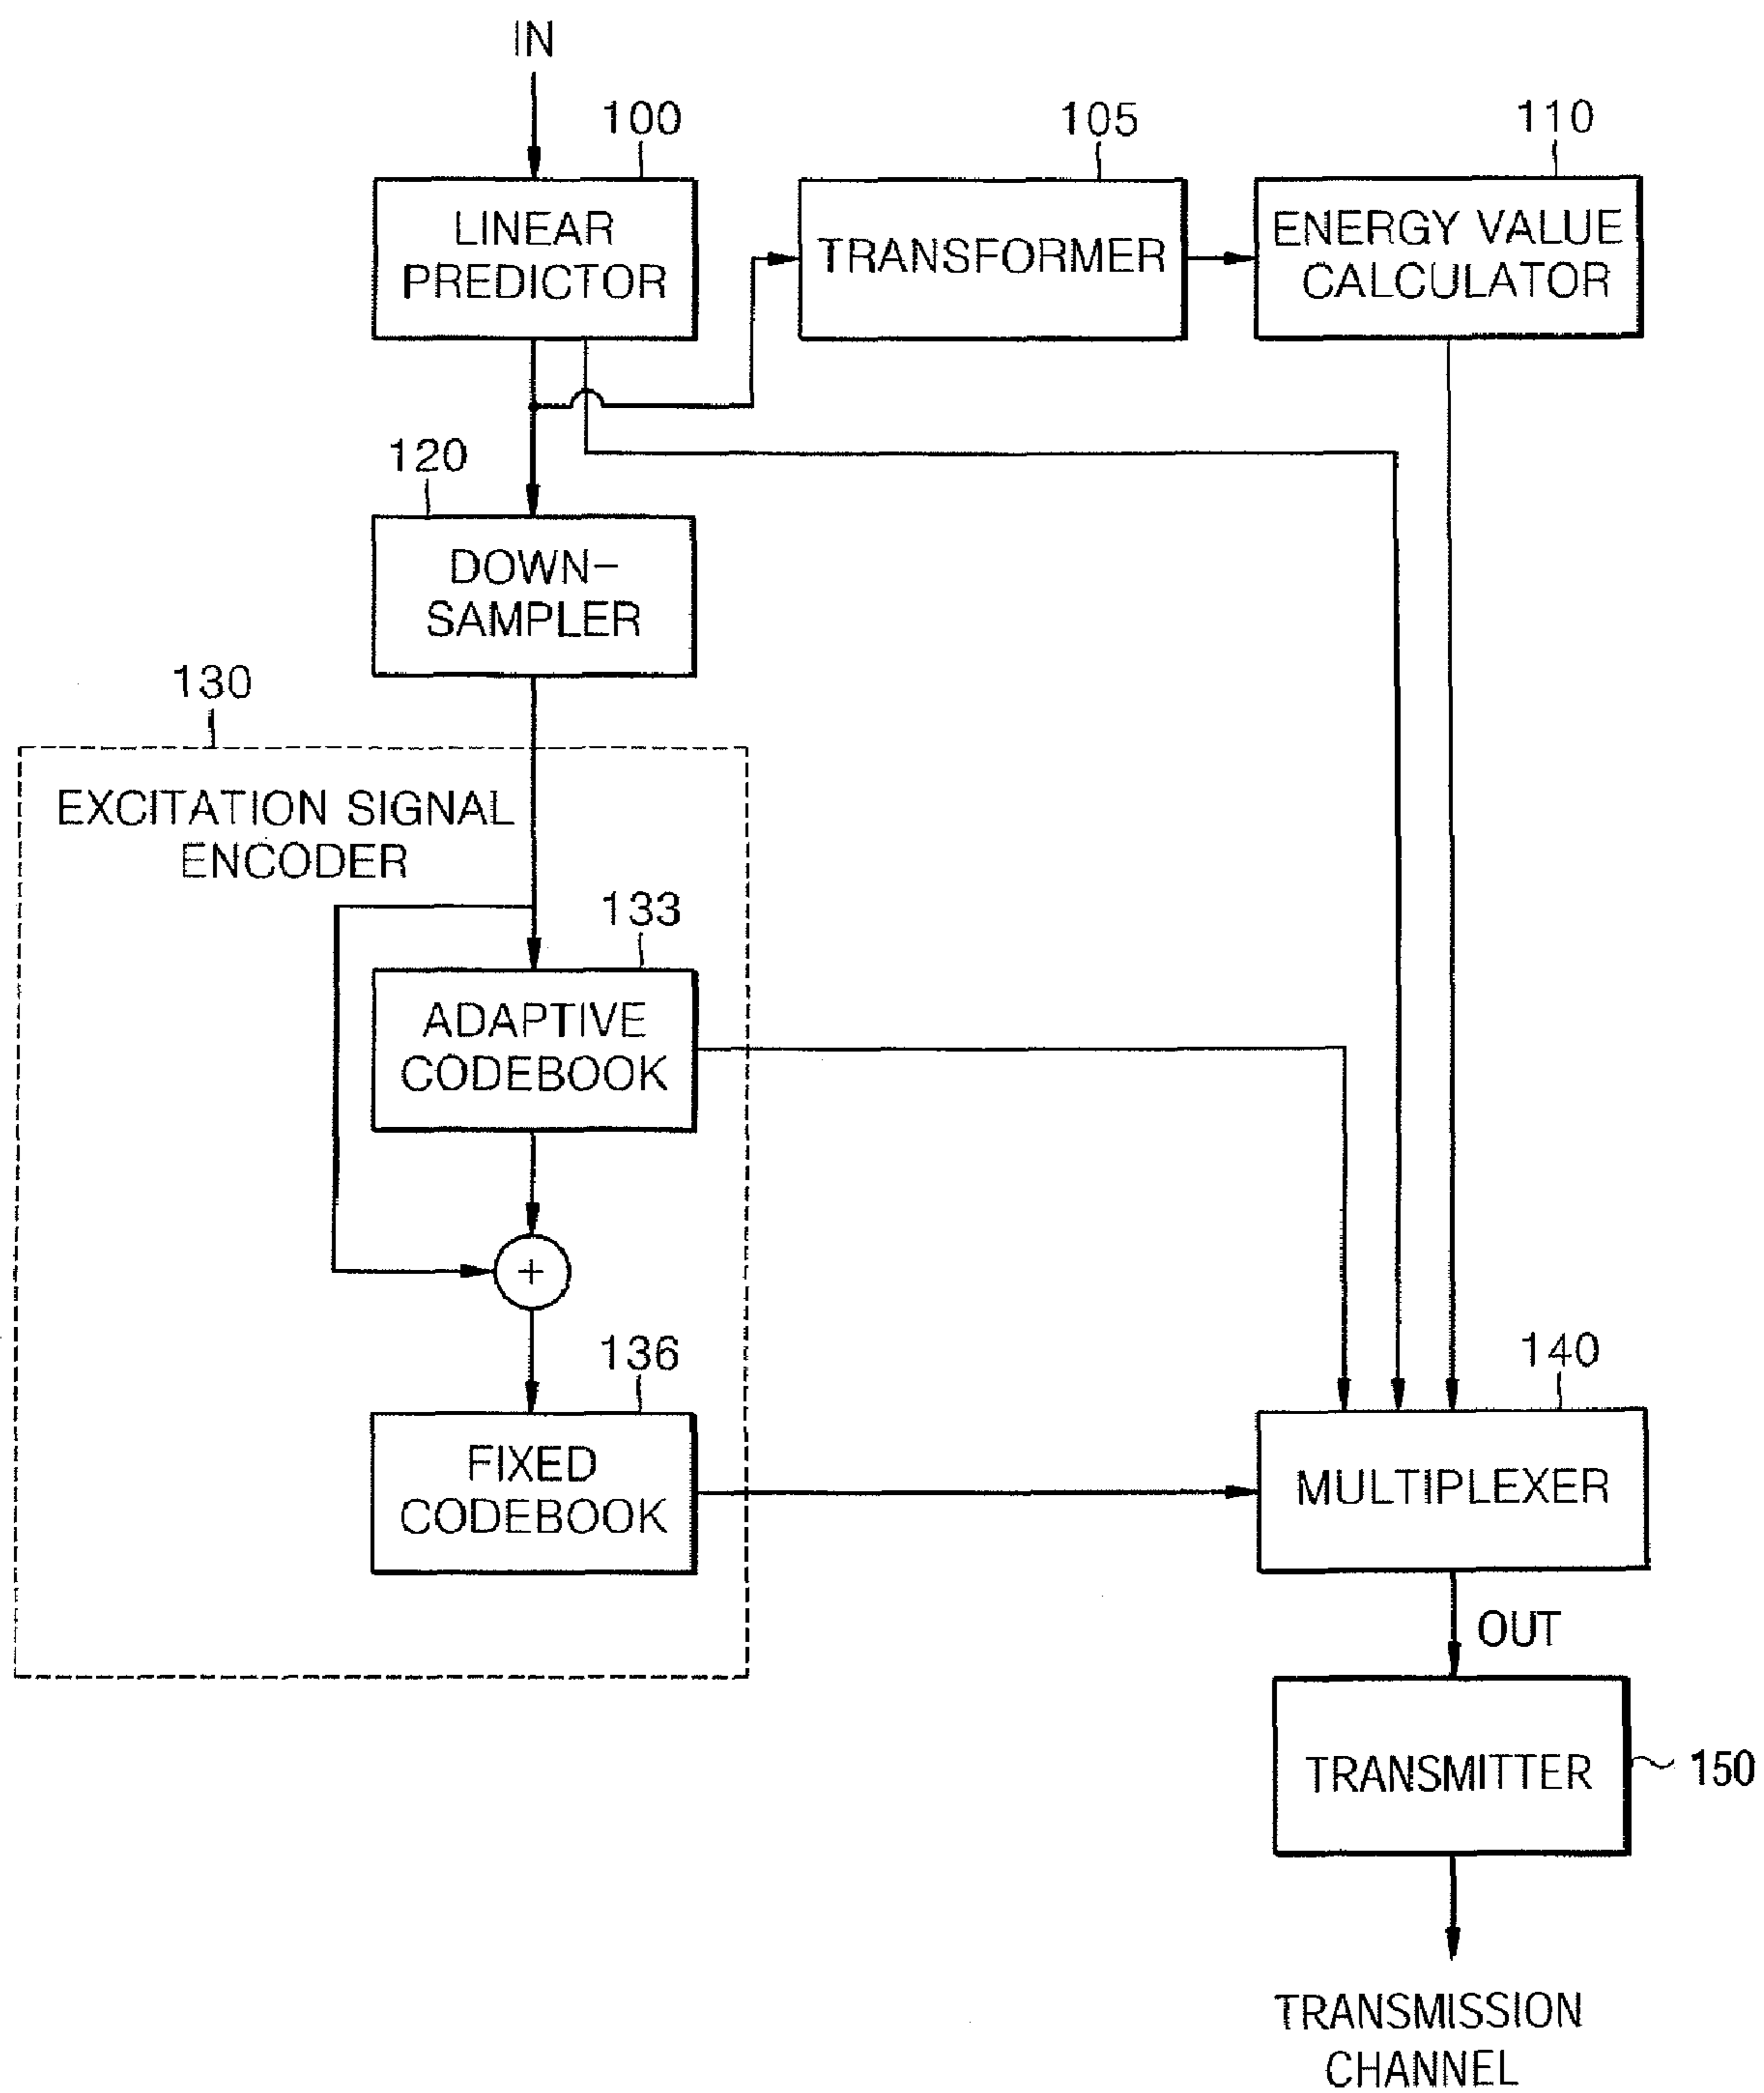 IN
100
105
110
LINEAR
PREDICTOR
TRANSFORMER
ENERGY VALUE
CALCULATOR
120
DOWN-
SAMPLER
130
EXCITATION SIGNAL
ENCODER
133
ADAPTIVE
CODEBOOK
+
136
140
FIXED
CODEBOOK
MULTIPLEXER
OUT
TRANSMITTER
150
TRANSMISSION
CHANNEL